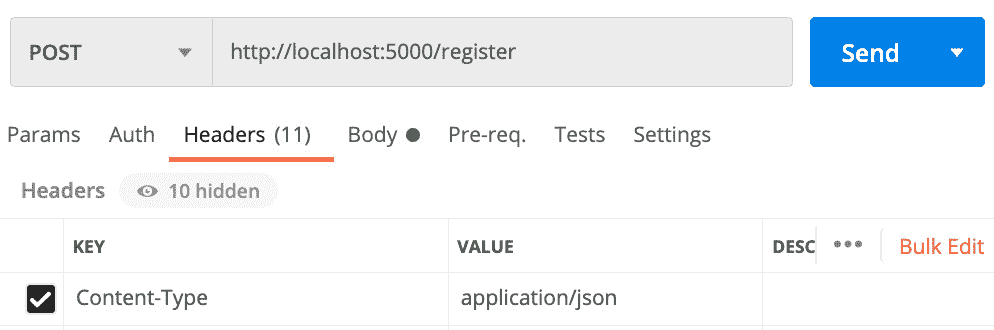 POST http://localhost:5000/register Send
Params Auth Headers (11) Body Pre-req. Tests Settings
Headers 10 hidden
KEY VALUE DESC ••• Bulk Edit
Content-Type application/json